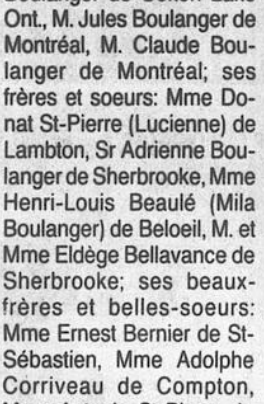 Ont., M. Jules Boulanger de
Montréal, M. Claude Bou-
langer de Montréal; ses
frères et soeurs: Mme Do-
nat St-Pierre (Lucienne) de
Lambton, Sr Adrienne Bou-
langer de Sherbrooke, Mme
Henri-Louis Beaulé (Mila
Boulanger) de Beloeil, M. et
Mme Eldège Bellavance de
Sherbrooke; ses beaux-
frères et belles-soeurs:
Mme Ernest Bernier de St-
Sébastien, Mme Adolphe
Corriveau de Compton,